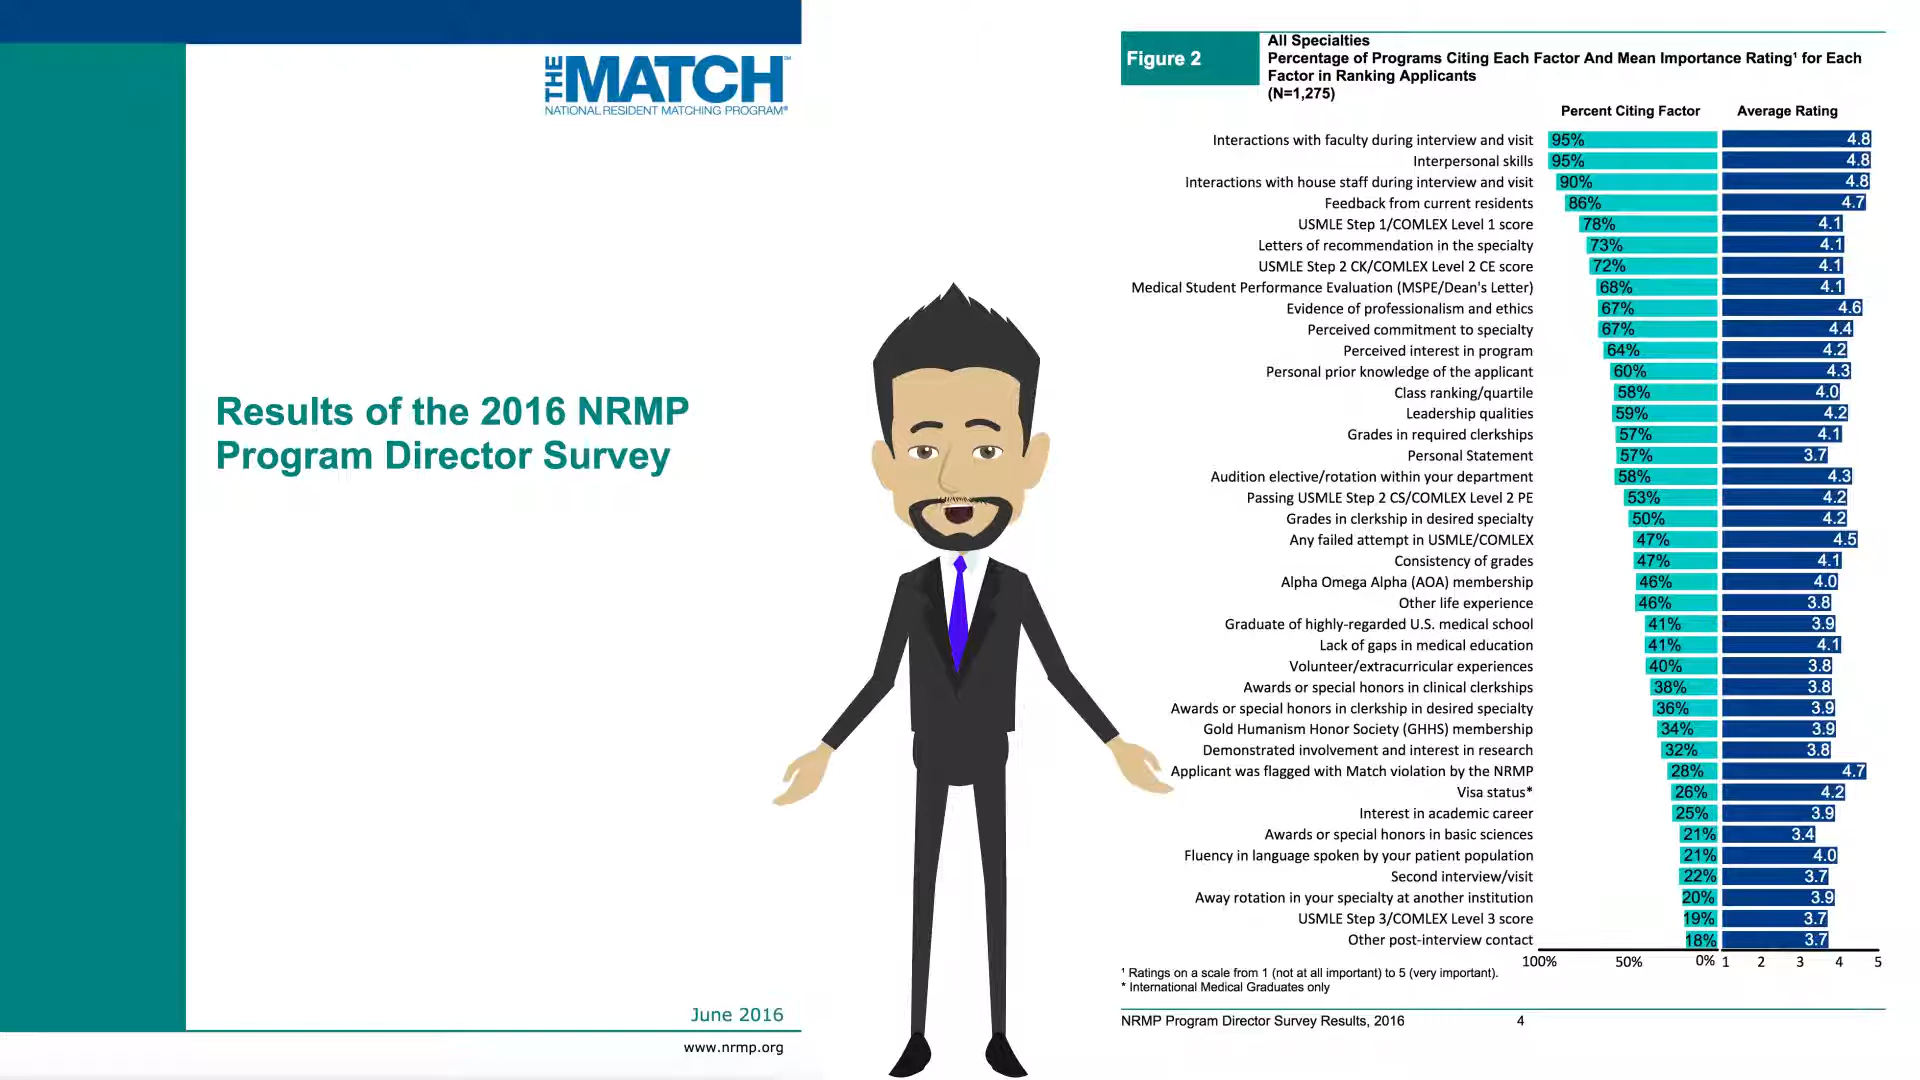 THE MATCH
NATIONAL RESIDENT MATCHING PROGRAM®
Results of the 2016 NRMP
Program Director Survey
June 2016
www.nrmp.org
Figure 2
All Specialties
Percentage of Programs Citing Each Factor And Mean Importance Rating¹ for Each
Factor in Ranking Applicants
(N=1,275)
Percent Citing Factor Average Rating
Interactions with faculty during interview and visit 95% 4.8
Interpersonal skills 95% 4.8
Interactions with house staff during interview and visit 90% 4.8
Feedback from current residents 86% 4.7
USMLE Step 1/COMLEX Level 1 score 78% 4.1
Letters of recommendation in the specialty 73% 4.1
USMLE Step 2 CK/COMLEX Level 2 CE score 72% 4.1
Medical Student Performance Evaluation (MSPE/Dean's Letter) 68% 4.1
Evidence of professionalism and ethics 67% 4.6
Perceived commitment to specialty 67% 4.4
Perceived interest in program 64% 4.2
Personal prior knowledge of the applicant 60% 4.3
Class ranking/quartile 58% 4.0
Leadership qualities 59% 4.2
Grades in required clerkships 57% 4.1
Personal Statement 57% 3.7
Audition elective/rotation within your department 58% 4.3
Passing USMLE Step 2 CS/COMLEX Level 2 PE 53% 4.2
Grades in clerkship in desired specialty 50% 4.2
Any failed attempt in USMLE/COMLEX 47% 4.5
Consistency of grades 47% 4.1
Alpha Omega Alpha (AOA) membership 46% 4.0
Other life experience 46% 3.8
Graduate of highly-regarded U.S. medical school 41% 3.9
Lack of gaps in medical education 41% 4.1
Volunteer/extracurricular experiences 40% 3.8
Awards or special honors in clinical clerkships 38% 3.8
Awards or special honors in clerkship in desired specialty 36% 3.9
Gold Humanism Honor Society (GHHS) membership 34% 3.9
Demonstrated involvement and interest in research 32% 3.8
Applicant was flagged with Match violation by the NRMP 28% 4.7
Visa status* 26% 4.2
Interest in academic career 25% 3.9
Awards or special honors in basic sciences 21% 3.4
Fluency in language spoken by your patient population 21% 4.0
Second interview/visit 22% 3.7
Away rotation in your specialty at another institution 20% 3.9
USMLE Step 3/COMLEX Level 3 score 19% 3.7
Other post-interview contact 18% 3.7
100% 50% 0% 1 2 3 4 5
¹ Ratings on a scale from 1 (not at all important) to 5 (very important).
* International Medical Graduates only
NRMP Program Director Survey Results, 2016 4